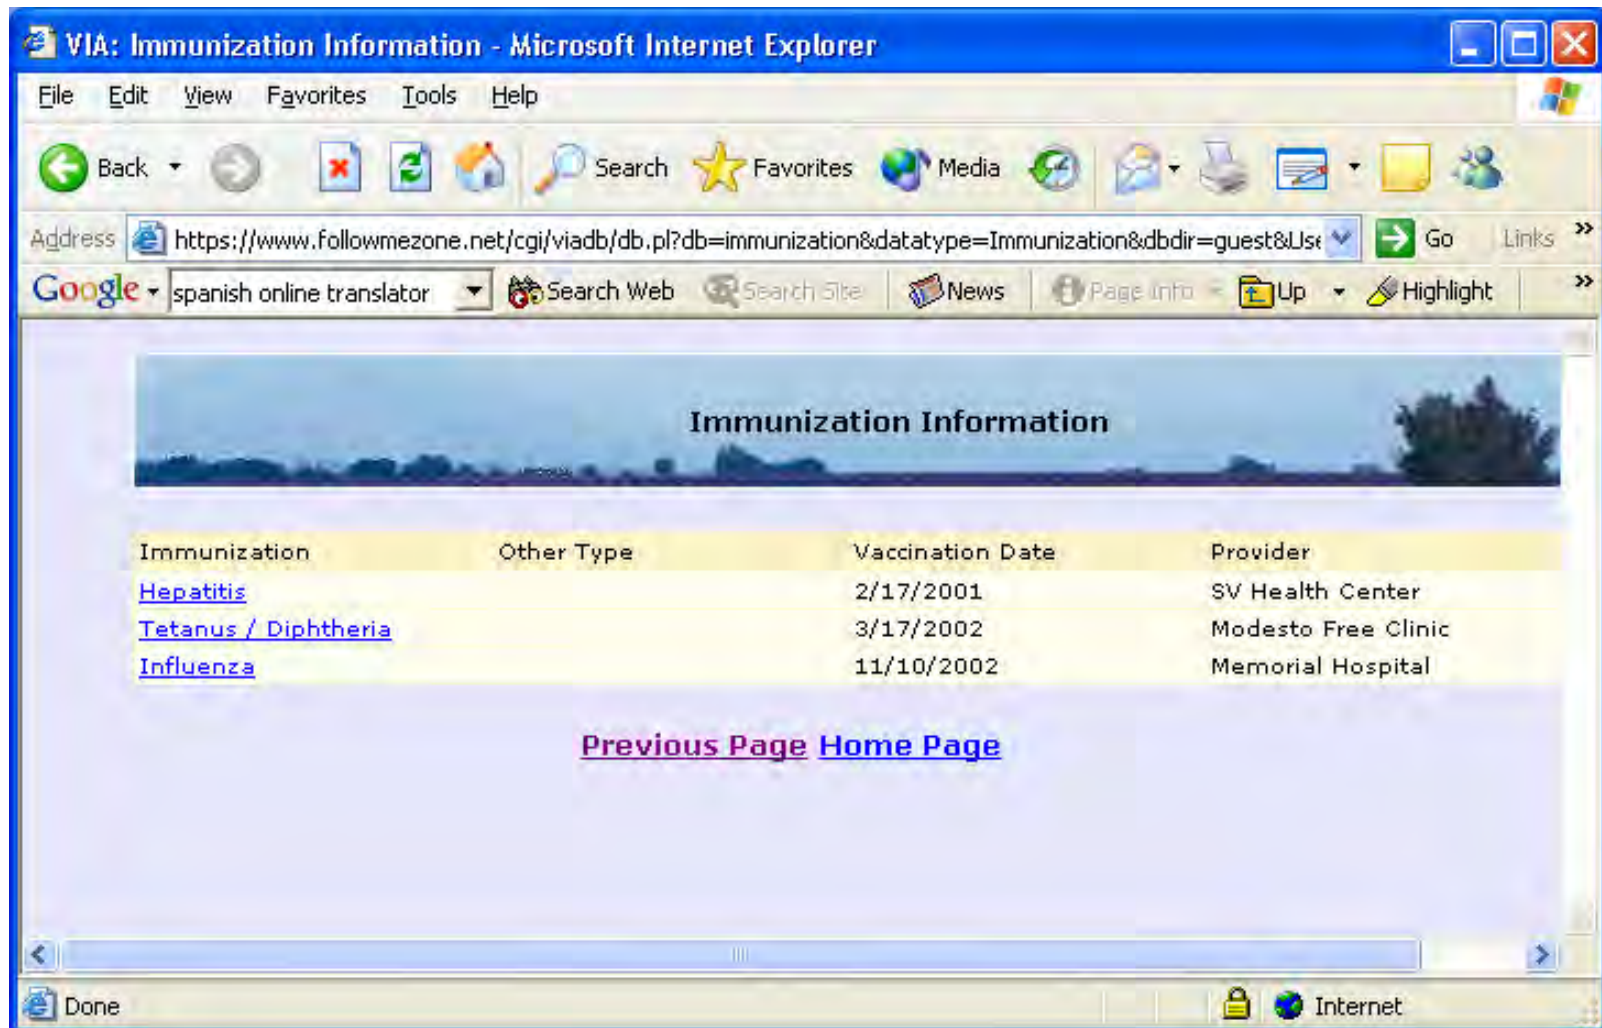 VIA: Immunization Information - Microsoft Internet Explorer
File Edit View Favorites Tools Help
Back Search Favorites Media
Address https://www.followmezone.net/cgi/viadb/db.pl?db=immunization&datatype=Immunization&dbdir=guest&Use Go Links »
Google spanish online translator Search Web Search Site News Page Info Up Highlight »
Immunization Information
Immunization Other Type Vaccination Date Provider
Hepatitis 2/17/2001 SV Health Center
Tetanus / Diphtheria 3/17/2002 Modesto Free Clinic
Influenza 11/10/2002 Memorial Hospital
Previous Page Home Page
Done Internet